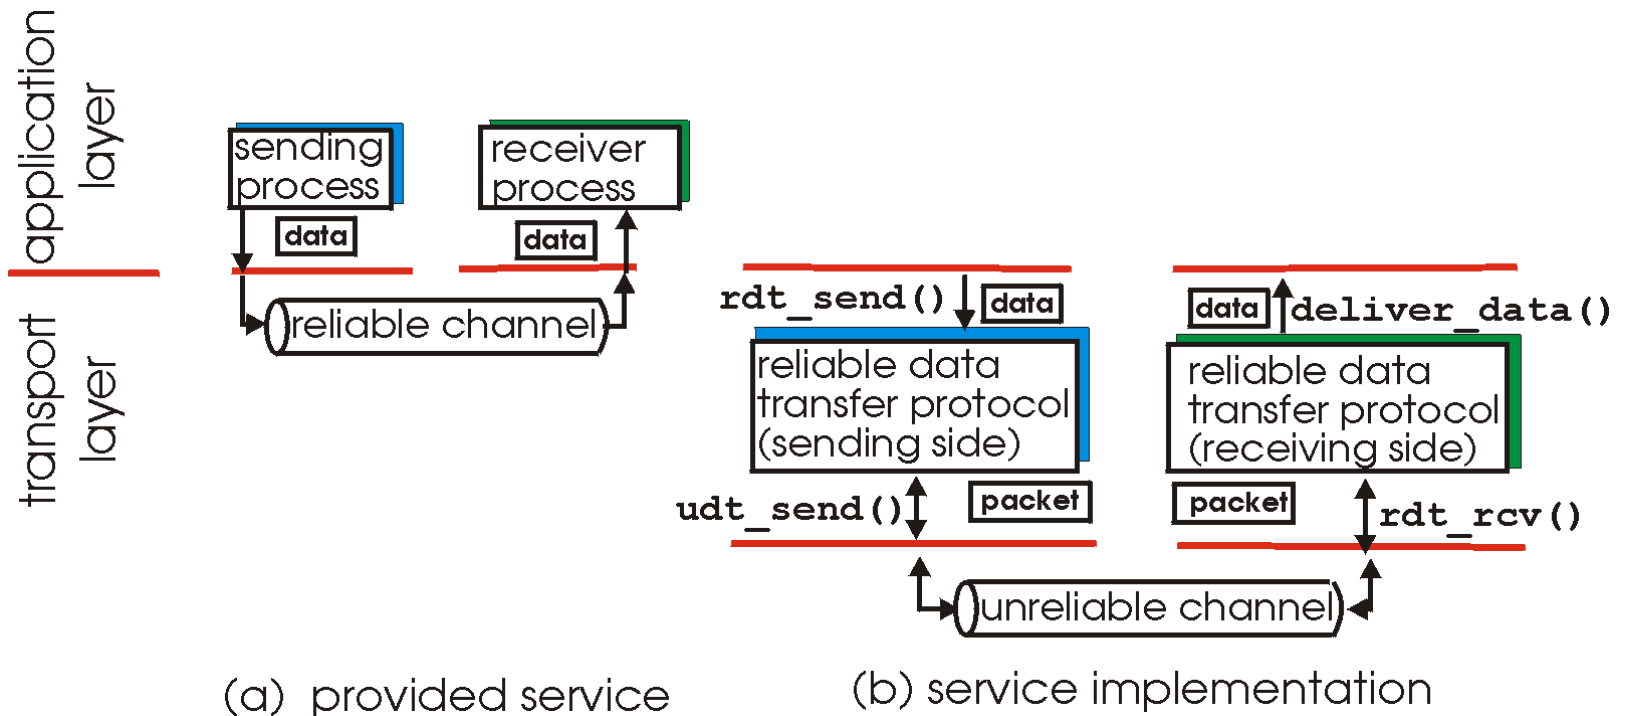 application
layer
transport
layer
sending
process
data
receiver
process
data
reliable channel
(a) provided service
rdt_send()
data
reliable data
transfer protocol
(sending side)
udt_send()
packet
data
deliver_data()
reliable data
transfer protocol
(receiving side)
packet
rdt_rcv()
unreliable channel
(b) service implementation